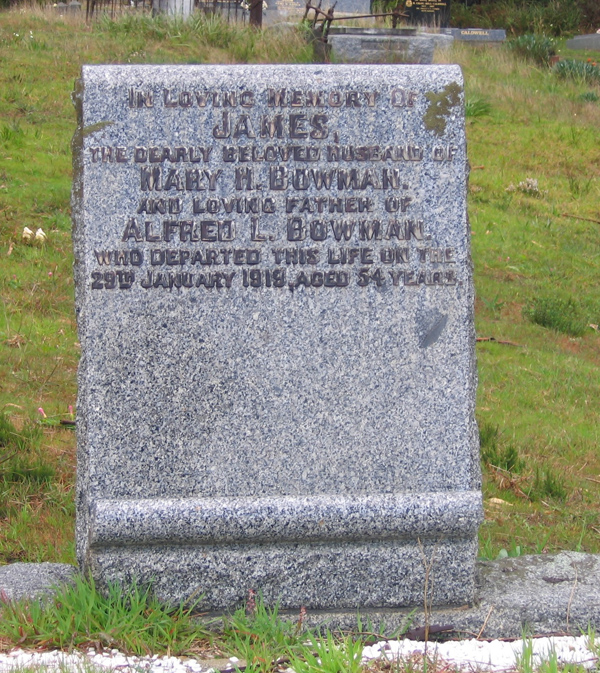 CALDWELL
IN LOVING MEMORY OF
JAMES,
THE DEARLY BELOVED HUSBAND OF
MARY H. BOWMAN.
AND LOVING FATHER OF
ALFRED L. BOWMAN.
WHO DEPARTED THIS LIFE ON THE
29TH JANUARY 1919, AGED 54 YEARS.